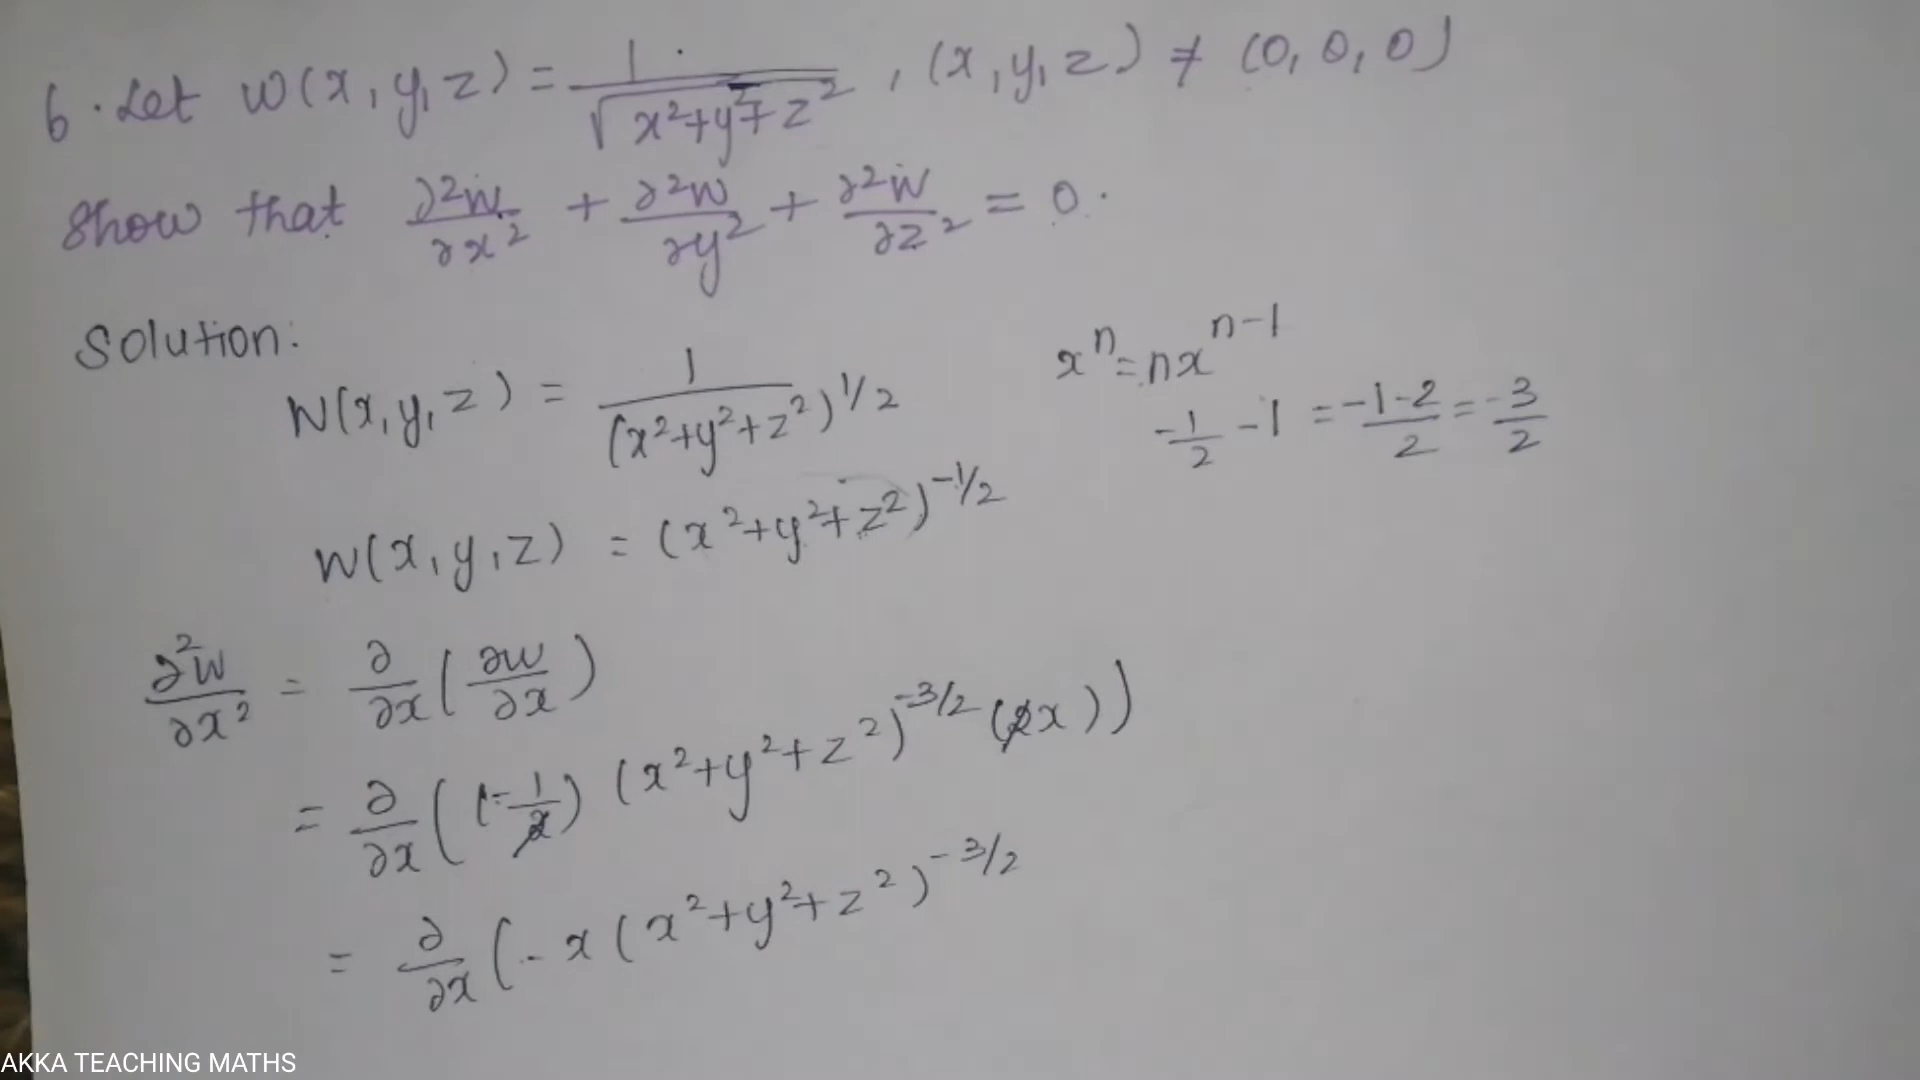 6. Let w(x,y,z) = 1/√(x²+y²+z²), (x,y,z) ≠ (0,0,0)
Show that ∂²w/∂x² + ∂²w/∂y² + ∂²w/∂z² = 0.
Solution:
W(x,y,z) = 1/(x²+y²+z²)^1/2
xⁿ = nx^n-1
-1/2 - 1 = -1-2/2 = -3/2
W(x,y,z) = (x²+y²+z²)^-1/2
∂²w/∂x² = ∂/∂x (∂w/∂x)
= ∂/∂x ((-1/2) (x²+y²+z²)^-3/2 (2x))
= ∂/∂x (-x (x²+y²+z²)^-3/2
AKKA TEACHING MATHS